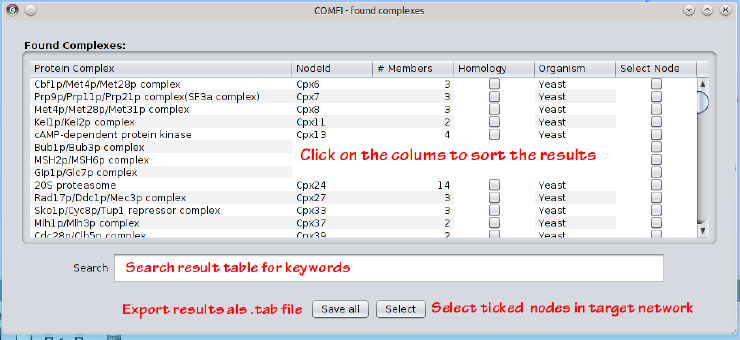 COMFI - found complexes
Found Complexes:
Protein Complex NodeId # Members Homology Organism Select Node
Cbf1p/Met4p/Met28p complex Cpx6 3 Yeast
Prp9p/Prp11p/Prp21p complex(SF3a complex) Cpx7 3 Yeast
Met4p/Met28p/Met31p complex Cpx8 3 Yeast
Kel1p/Kel2p complex Cpx11 2 Yeast
cAMP-dependent protein kinase Cpx13 4 Yeast
Bub1p/Bub3p complex
MSH2p/MSH6p complex
Gip1p/Glc7p complex
Click on the colums to sort the results
20S proteasome Cpx24 14 Yeast
Rad17p/Ddc1p/Mec3p complex Cpx27 3 Yeast
Sko1p/Cyc8p/Tup1 repressor complex Cpx33 3 Yeast
Mlh1p/Mlh3p complex Cpx37 2 Yeast
Cdc28p/Clb5p complex Cpx39 2 Yeast
Search Search result table for keywords
Export results als .tab file Save all Select Select ticked nodes in target network